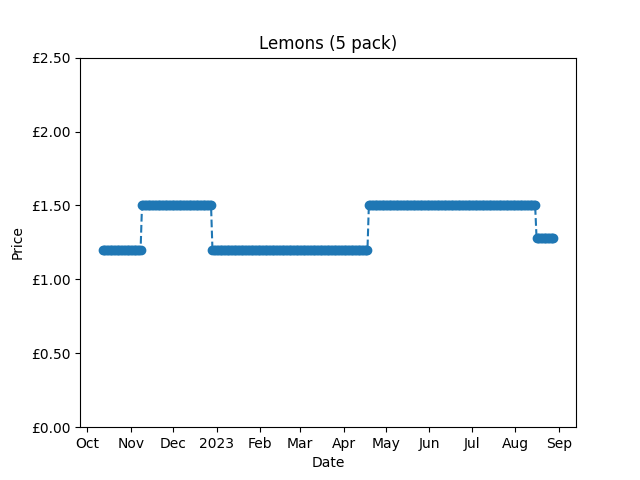 Lemons (5 pack)
£2.50
£2.00
£1.50
£1.00
£0.50
£0.00
Price
Oct Nov Dec 2023 Feb Mar Apr May Jun Jul Aug Sep
Date